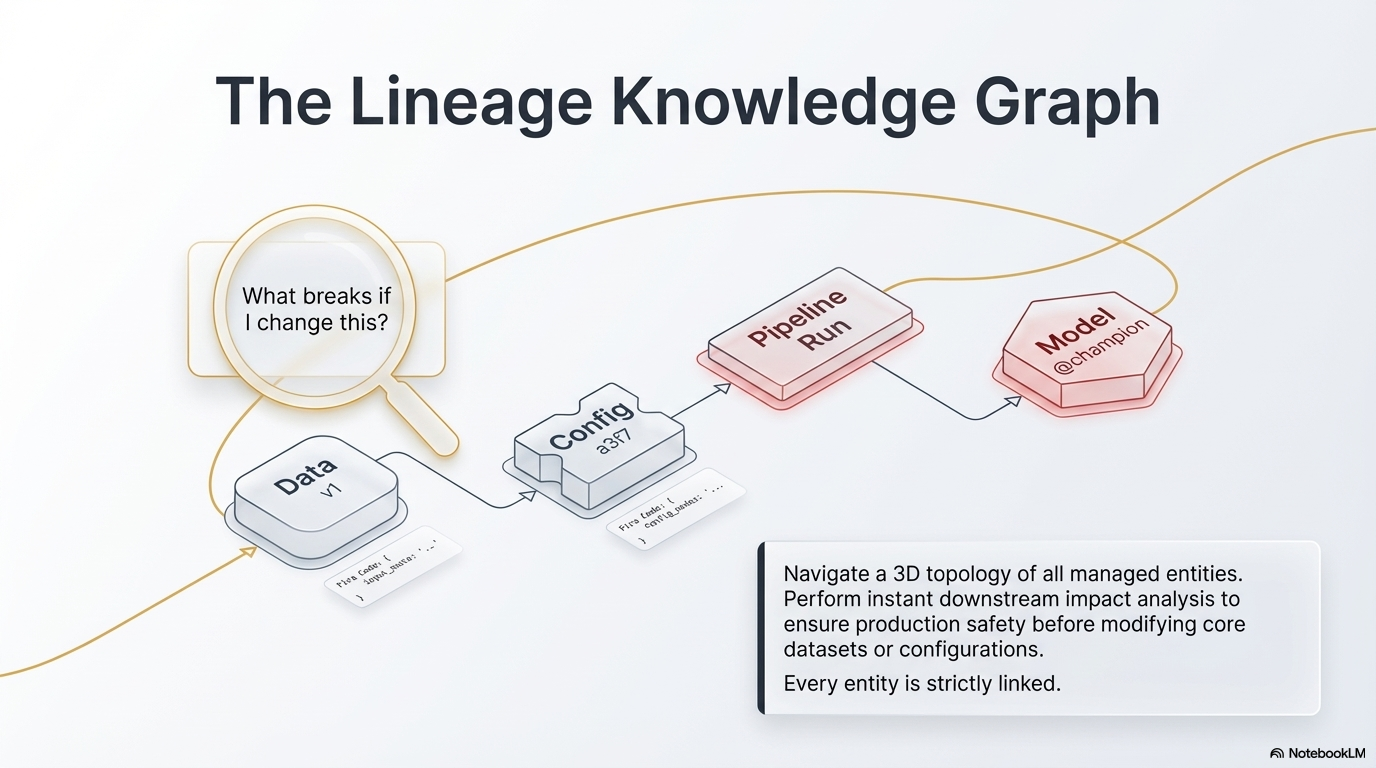 The Lineage Knowledge Graph
What breaks if
I change this?
Pipeline
Run
Model
@champion
Config
a3f7
Data
v1
Navigate a 3D topology of all managed entities.
Perform instant downstream impact analysis to
ensure production safety before modifying core
datasets or configurations.
Every entity is strictly linked.
NotebookLM